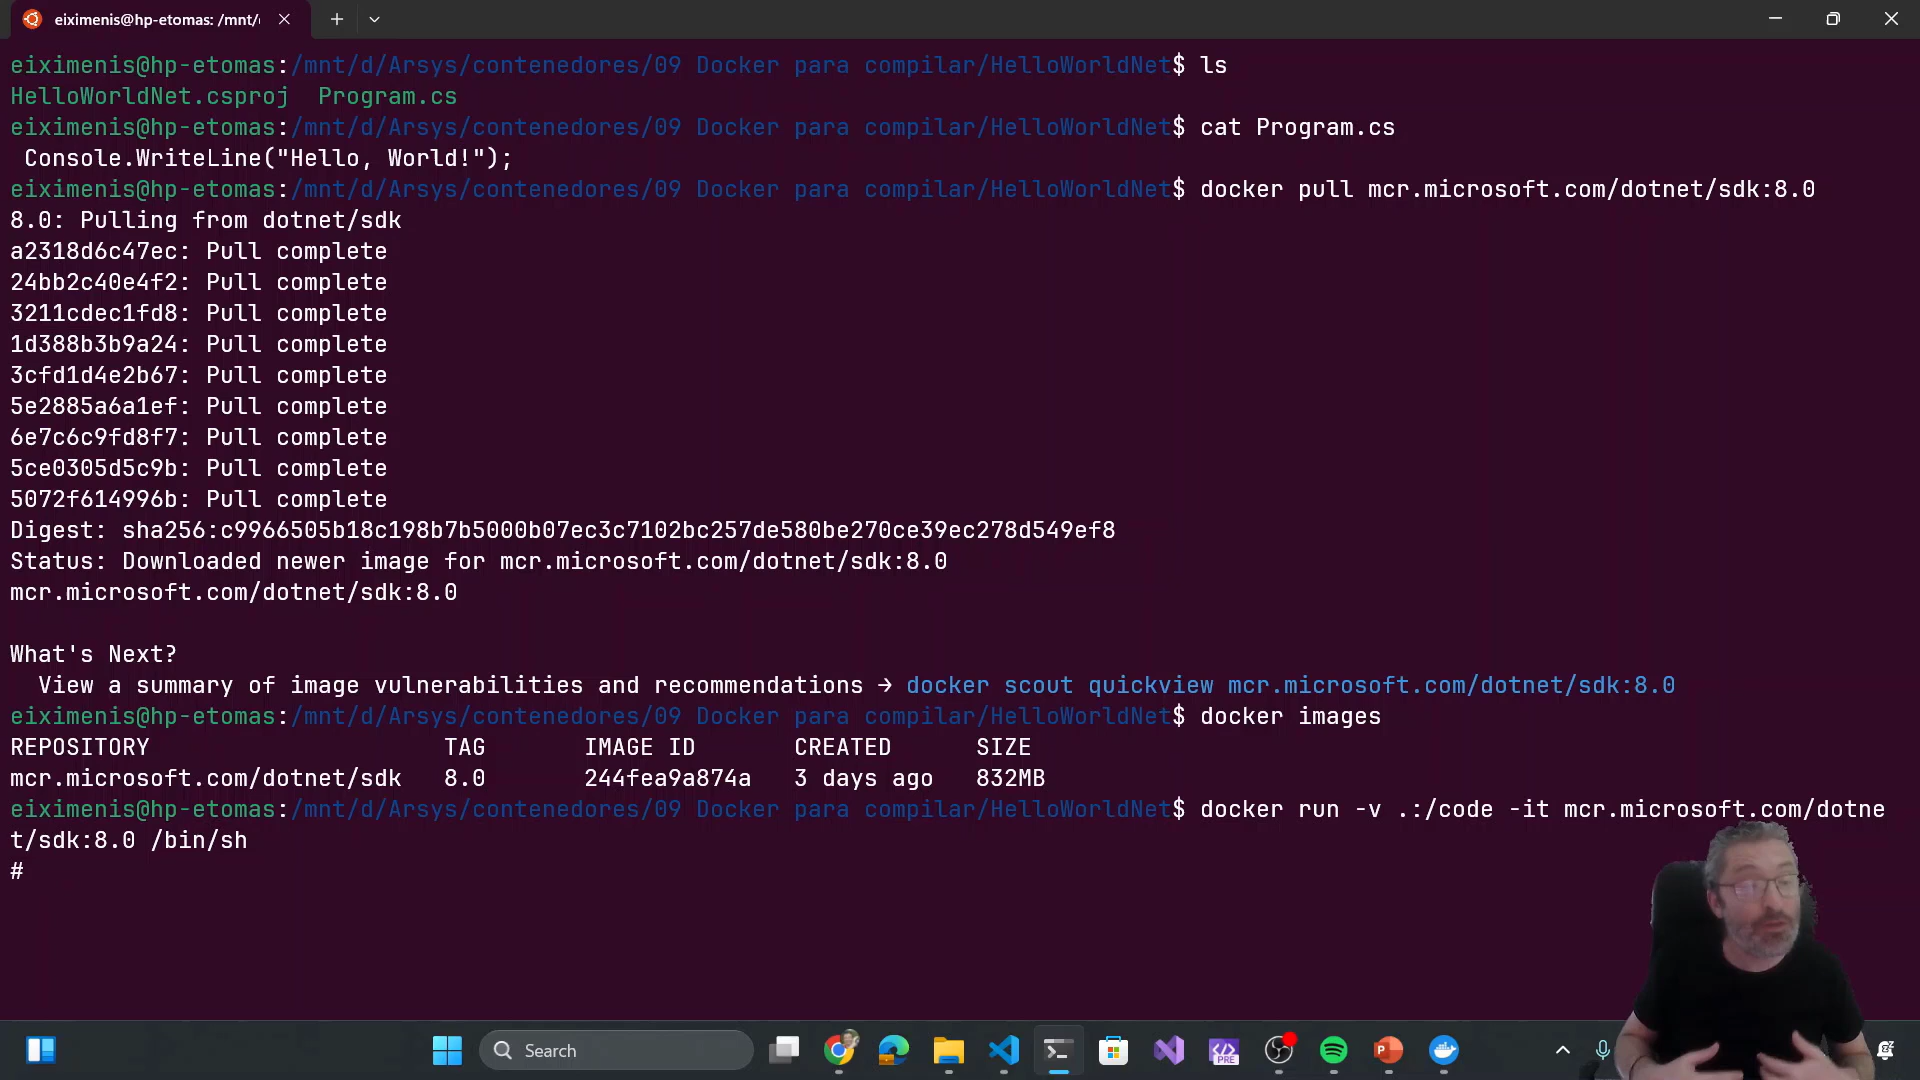 eiximenis@hp-etomas: /mnt/
eiximenis@hp-etomas:/mnt/d/Arsys/contenedores/09 Docker para compilar/HelloWorldNet$ ls
HelloWorldNet.csproj  Program.cs
eiximenis@hp-etomas:/mnt/d/Arsys/contenedores/09 Docker para compilar/HelloWorldNet$ cat Program.cs
 Console.WriteLine("Hello, World!");
eiximenis@hp-etomas:/mnt/d/Arsys/contenedores/09 Docker para compilar/HelloWorldNet$ docker pull mcr.microsoft.com/dotnet/sdk:8.0
8.0: Pulling from dotnet/sdk
a2318d6c47ec: Pull complete
24bb2c40e4f2: Pull complete
3211cdec1fd8: Pull complete
1d388b3b9a24: Pull complete
3cfd1d4e2b67: Pull complete
5e2885a6a1ef: Pull complete
6e7c6c9fd8f7: Pull complete
5ce0305d5c9b: Pull complete
5072f614996b: Pull complete
Digest: sha256:c9966505b18c198b7b5000b07ec3c7102bc257de580be270ce39ec278d549ef8
Status: Downloaded newer image for mcr.microsoft.com/dotnet/sdk:8.0
mcr.microsoft.com/dotnet/sdk:8.0
What's Next?
  View a summary of image vulnerabilities and recommendations → docker scout quickview mcr.microsoft.com/dotnet/sdk:8.0
eiximenis@hp-etomas:/mnt/d/Arsys/contenedores/09 Docker para compilar/HelloWorldNet$ docker images
REPOSITORY                     TAG       IMAGE ID       CREATED      SIZE
mcr.microsoft.com/dotnet/sdk   8.0       244fea9a874a   3 days ago   832MB
eiximenis@hp-etomas:/mnt/d/Arsys/contenedores/09 Docker para compilar/HelloWorldNet$ docker run -v .:/code -it mcr.microsoft.com/dotne
t/sdk:8.0 /bin/sh
#
Search
PRE